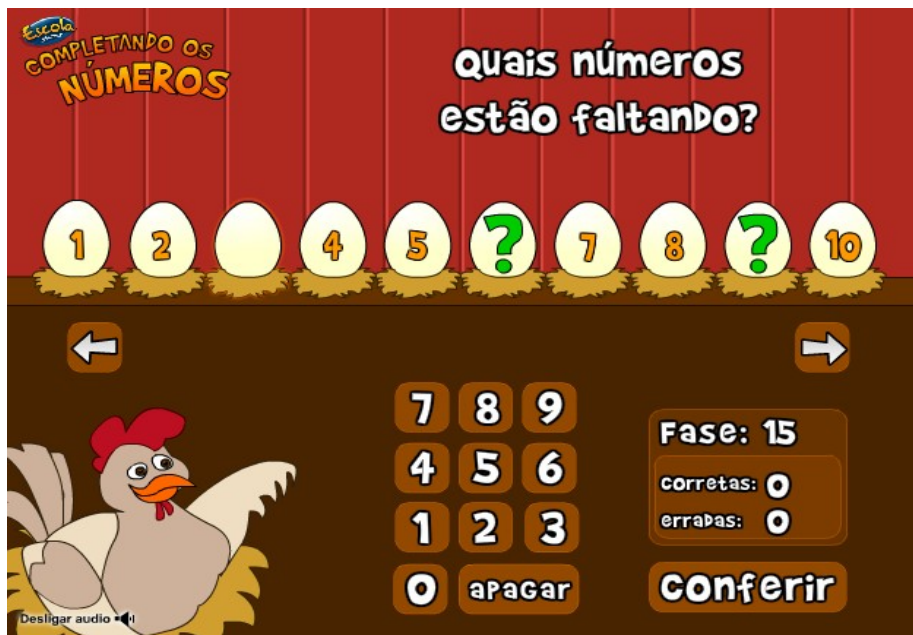 Escola
COMPLETANDO OS
NÚMEROS
Quais números
estão faltando?
1 2 4 5 ? 7 8 ? 10
7 8 9
4 5 6
1 2 3
0 apagar
Fase: 15
corretas: 0
erradas: 0
conferir
Desligar audio